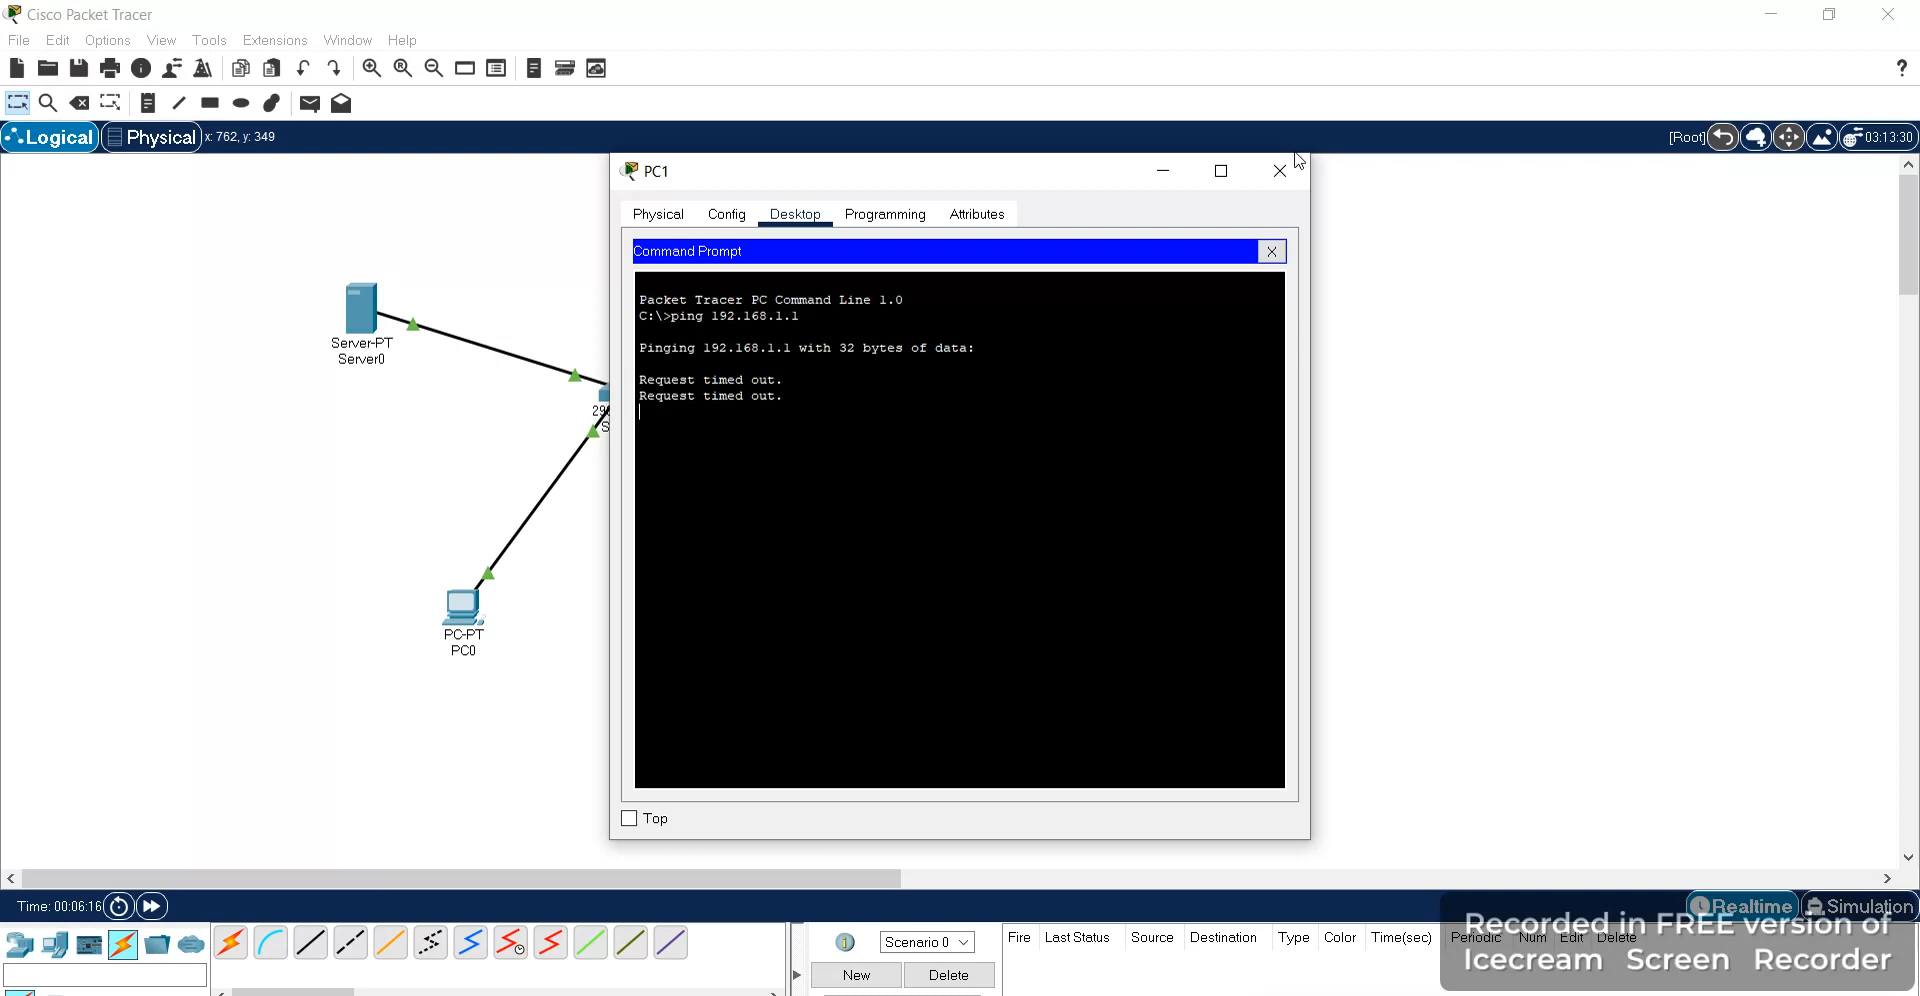 Cisco Packet Tracer
File Edit Options View Tools Extensions Window Help
?
Logical Physical x: 762, y: 349 [Root] 03:13:30
PC1
Physical Config Desktop Programming Attributes
Command Prompt X
Packet Tracer PC Command Line 1.0
C:\>ping 192.168.1.1
Pinging 192.168.1.1 with 32 bytes of data:
Request timed out.
Request timed out.
Server-PT
Server0
29
S
PC-PT
PC0
Top
Time: 00:06:16 Realtime Simulation
Scenario 0
New Delete
Fire Last Status Source Destination Type Color Time(sec) Periodic Num Edit Delete
Recorded in FREE version of
Icecream Screen Recorder